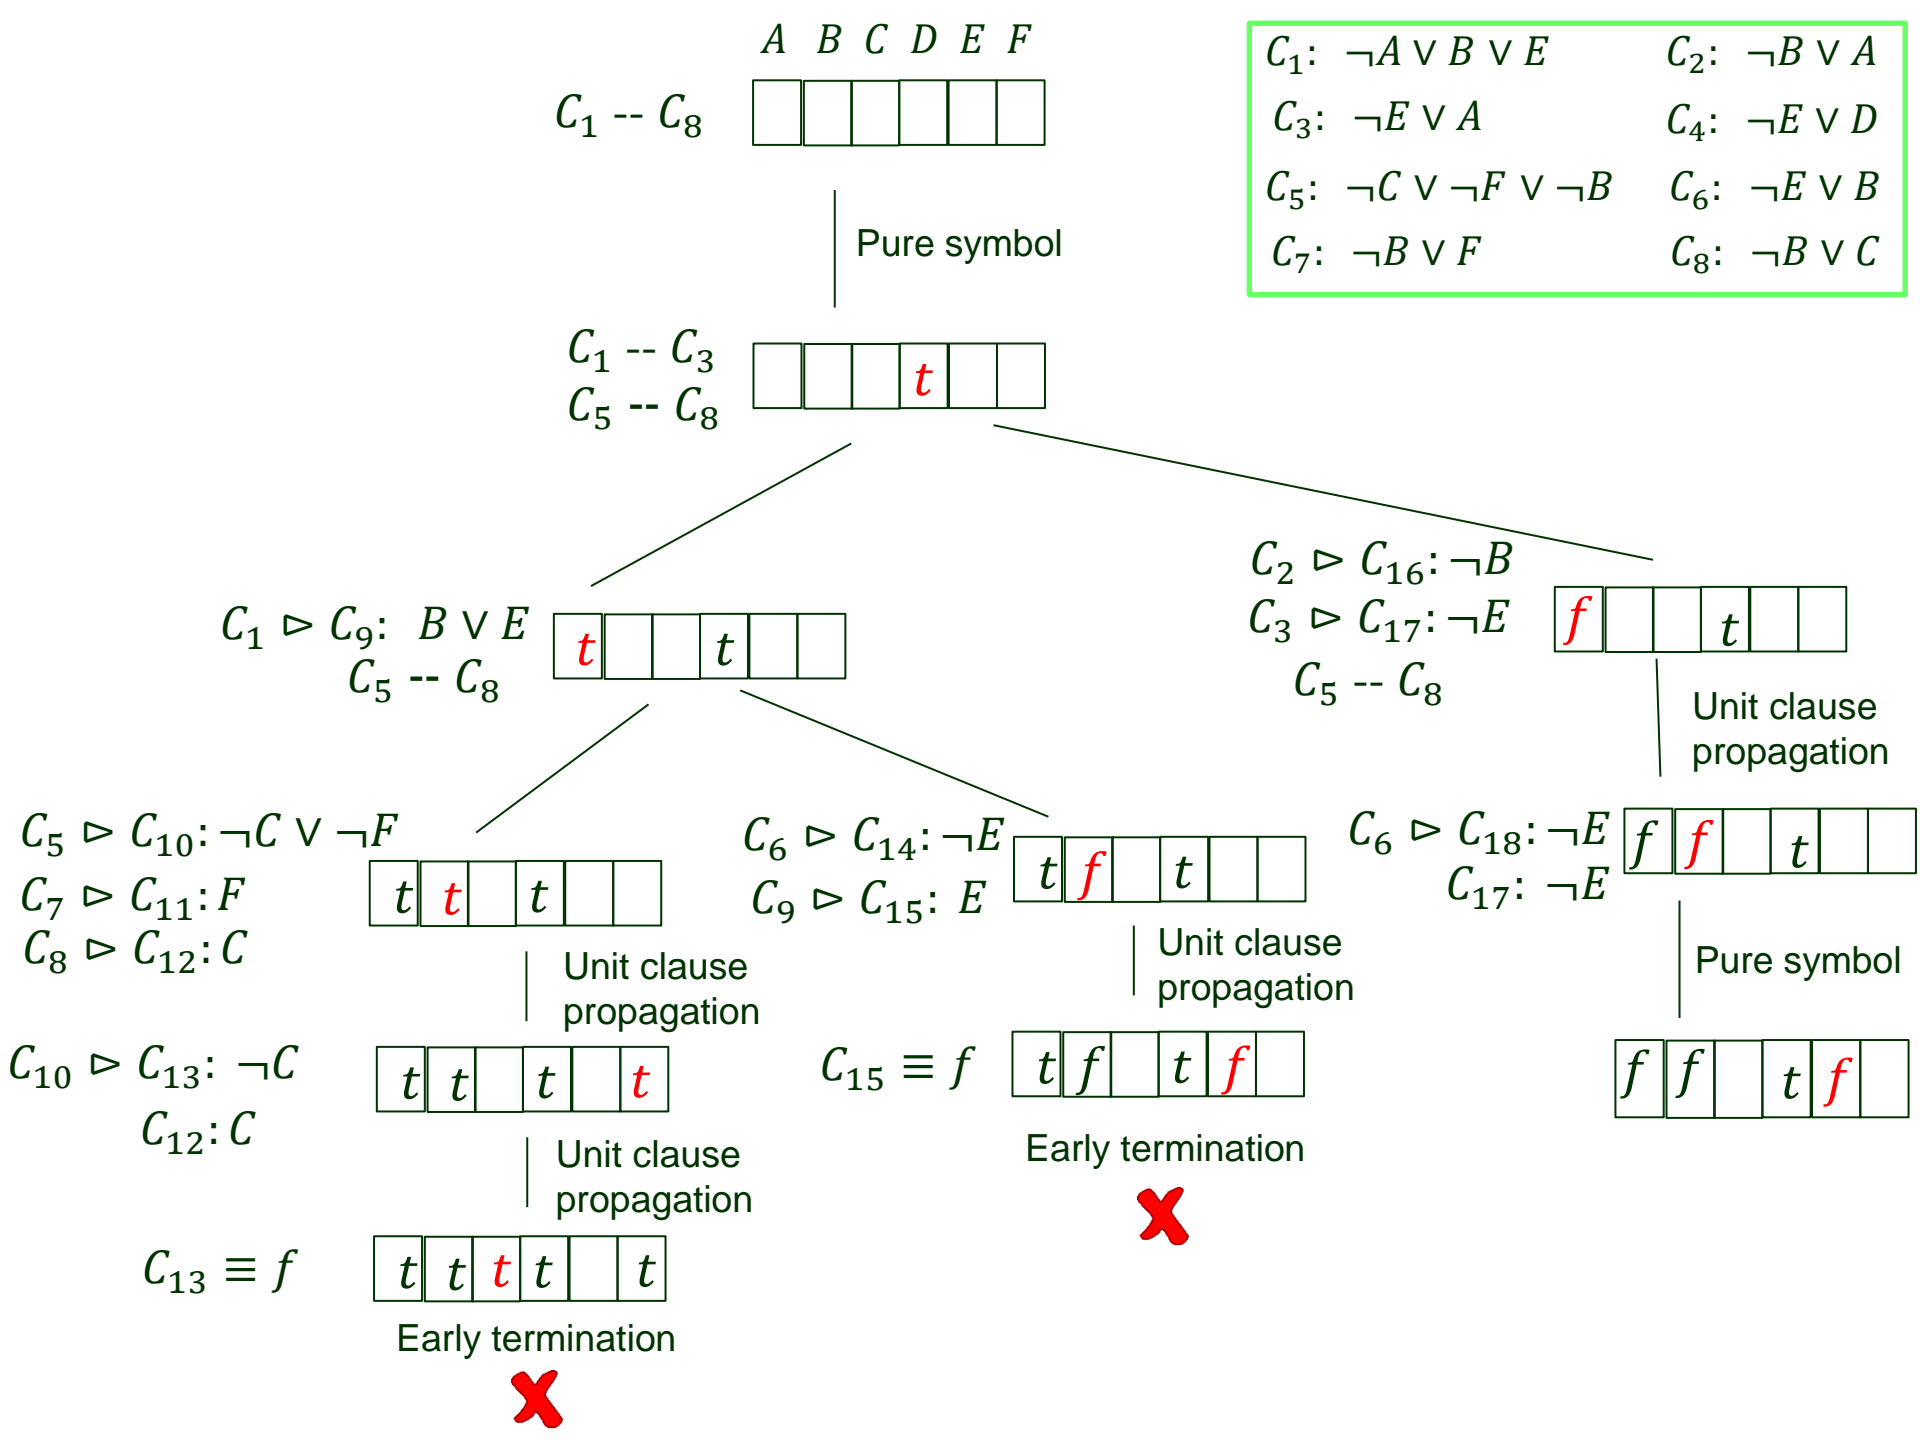 A B C D E F
C₁ -- C₈
C₁: ¬A ∨ B ∨ E
C₂: ¬B ∨ A
C₃: ¬E ∨ A
C₄: ¬E ∨ D
C₅: ¬C ∨ ¬F ∨ ¬B
C₆: ¬E ∨ B
C₇: ¬B ∨ F
C₈: ¬B ∨ C
Pure symbol
C₁ -- C₃
C₅ -- C₈
t
C₁ ⊳ C₉: B ∨ E
C₅ -- C₈
t t
C₂ ⊳ C₁₆: ¬B
C₃ ⊳ C₁₇: ¬E
C₅ -- C₈
f t
Unit clause
propagation
C₅ ⊳ C₁₀: ¬C ∨ ¬F
C₇ ⊳ C₁₁: F
C₈ ⊳ C₁₂: C
t t t
C₆ ⊳ C₁₄: ¬E
C₉ ⊳ C₁₅: E
t f t
C₆ ⊳ C₁₈: ¬E
C₁₇: ¬E
f f t
Unit clause
propagation
Unit clause
propagation
Pure symbol
C₁₀ ⊳ C₁₃: ¬C
C₁₂: C
t t t t
C₁₅ ≡ f
t f t f
Early termination
f f t f
Unit clause
propagation
C₁₃ ≡ f
t t t t t
Early termination